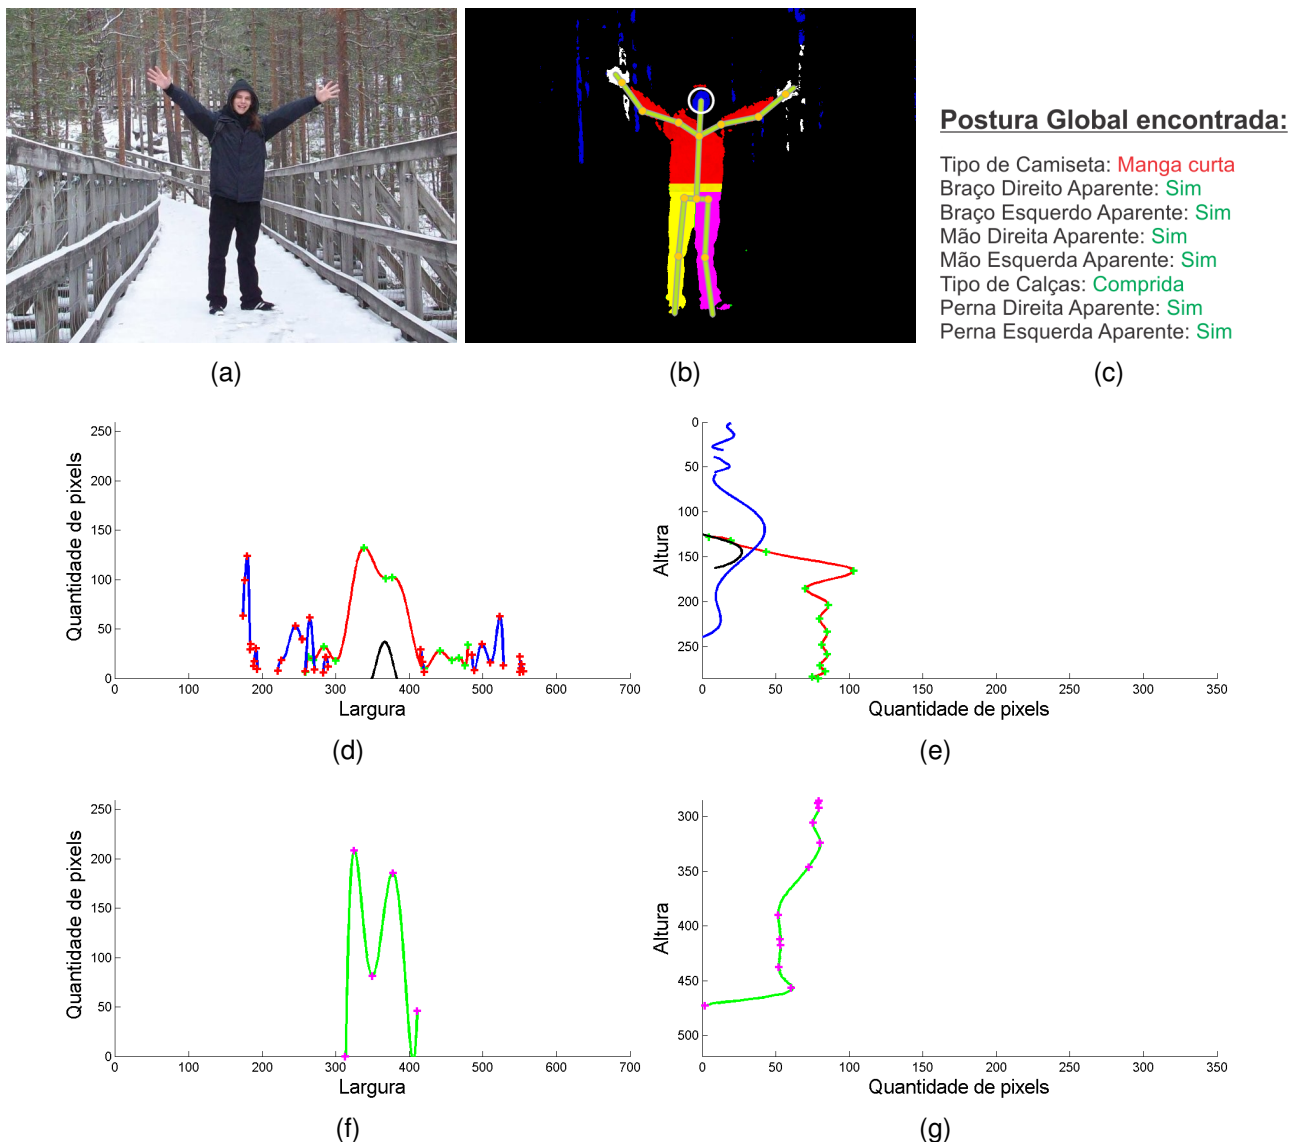 Postura Global encontrada:
Tipo de Camiseta: Manga curta
Braço Direito Aparente: Sim
Braço Esquerdo Aparente: Sim
Mão Direita Aparente: Sim
Mão Esquerda Aparente: Sim
Tipo de Calças: Comprida
Perna Direita Aparente: Sim
Perna Esquerda Aparente: Sim
(a)
(b)
(c)
Quantidade de pixels
250
200
150
100
50
0
0 100 200 300 400 500 600 700
Largura
(d)
Altura
0
50
100
150
200
250
0 50 100 150 200 250 300 350
Quantidade de pixels
(e)
Quantidade de pixels
250
200
150
100
50
0
0 100 200 300 400 500 600 700
Largura
(f)
Altura
300
350
400
450
500
0 50 100 150 200 250 300 350
Quantidade de pixels
(g)